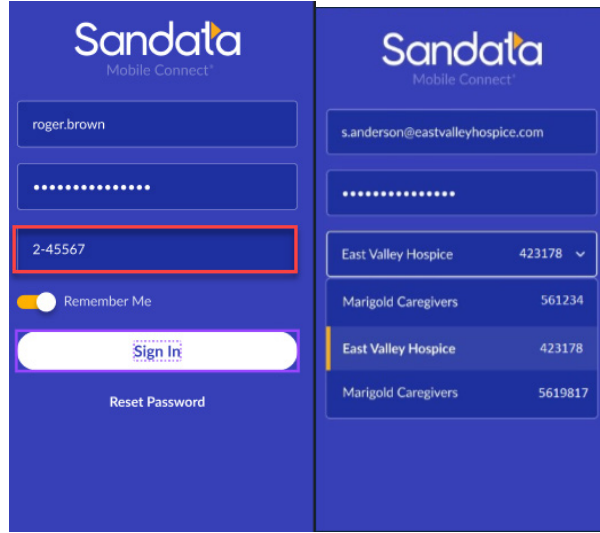 Sandata
Mobile Connect®
roger.brown
•••••••••••••••
2-45567
Remember Me
Sign In
Reset Password
Sandata
Mobile Connect®
s.anderson@eastvalleyhospice.com
•••••••••••••••
East Valley Hospice 423178
Marigold Caregivers 561234
East Valley Hospice 423178
Marigold Caregivers 5619817